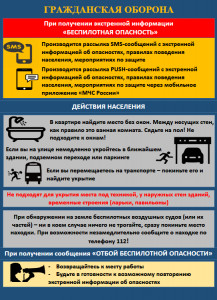 ГРАЖДАНСКАЯ ОБОРОНА
При получении экстренной информации
«БЕСПИЛОТНАЯ ОПАСНОСТЬ»
SMS
Производится рассылка SMS-сообщений с экстренной
информацией об опасности, правилах поведения
населения, мероприятиях по защите
Производится рассылка PUSH-сообщений с экстренной
информацией об опасности, правилах поведения
населения, мероприятиях по защите через мобильное
приложение «МЧС России»
ДЕЙСТВИЯ НАСЕЛЕНИЯ
В квартире найдите место без окон. Между несущих стен,
как правило это ванная комната. Сядьте на пол! Не
подходите к окнам!
Если вы на улице немедленно укройтесь в ближайшем
здании, подземном переходе или паркинге
Если вы перемещаетесь на транспорте – покиньте его и
найдите укрытие
Не подходят для укрытия места под техникой, у наружных стен зданий,
временные строения (ларьки, павильоны)
При обнаружении на земле беспилотных воздушных судов (или их
частей) – ни в коем случае ничего не трогайте, сразу покиньте место
находки. При возможности незамедлительно сообщите о находке по
телефону 112!
При получении сообщения «ОТБОЙ БЕСПИЛОТНОЙ ОПАСНОСТИ»
- Возвращайтесь к месту работы
- Будьте в готовности к возможному повторению
экстренной информации об опасностях